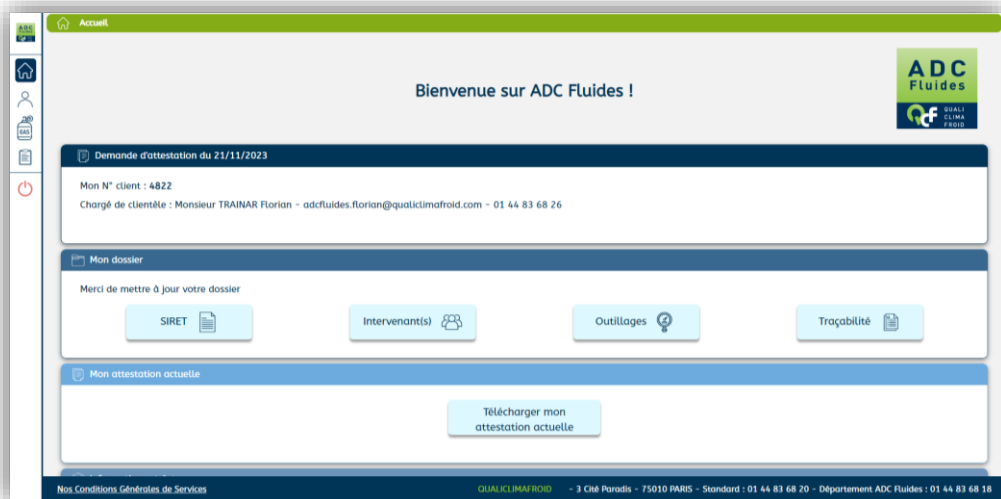 ADC
Fluides
Accueil
Bienvenue sur ADC Fluides !
ADC
Fluides
QCF QUALI
CLIMA
FROID
GAS
Demande d'attestation du 21/11/2023
Mon N° client : 4822
Chargé de clientèle : Monsieur TRAINAR Florian - adcfluides.florian@qualiclimafroid.com - 01 44 83 68 26
Mon dossier
Merci de mettre à jour votre dossier
SIRET
Intervenant(s)
Outillages
Traçabilité
Mon attestation actuelle
Télécharger mon
attestation actuelle
Nos Conditions Générales de Services
QUALICLIMAFROID - 3 Cité Paradis - 75010 PARIS - Standard : 01 44 83 68 20 - Département ADC Fluides : 01 44 83 68 18